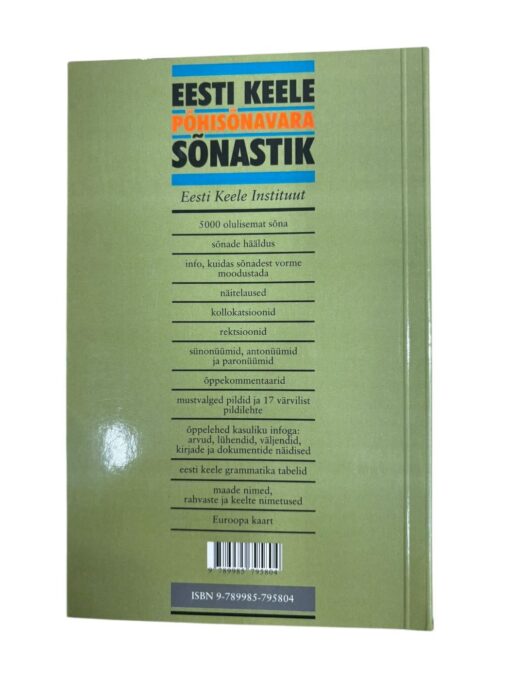 EESTI KEELE
PÕHISÕNAVARA
SÕNASTIK
Eesti Keele Instituut
5000 olulisemat sõna
sõnade hääldus
info, kuidas sõnadest vorme
moodustada
näitelaused
kollokatsioonid
rektsioonid
sünonüümid, antonüümid
ja paronüümid
õppekommentaarid
mustvalged pildid ja 17 värvilist
pildilehte
õppelehed kasuliku infoga:
arvud, lühendid, väljendid,
kirjade ja dokumentide näidised
eesti keele grammatika tabelid
maade nimed,
rahvaste ja keelte nimetused
Euroopa kaart
9 789985 795804
ISBN 9-789985-795804